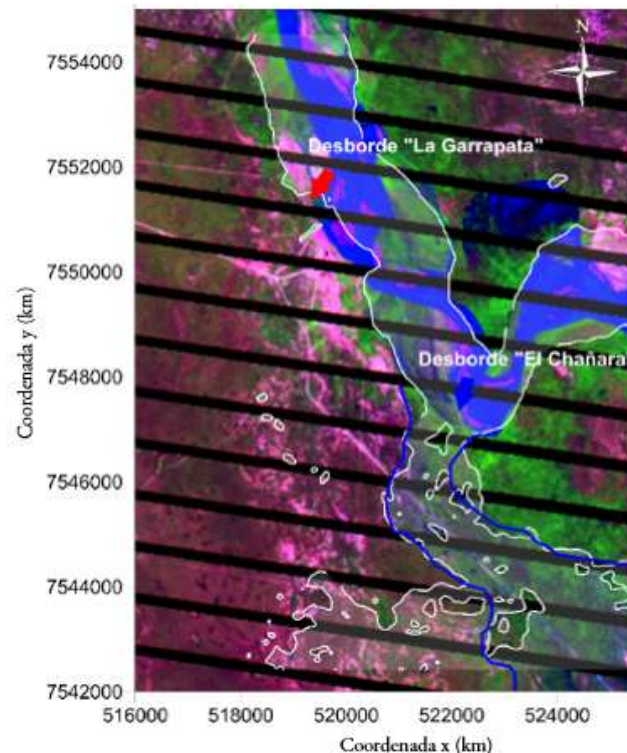 N
7554000
Desborde "La Garrapata"
7552000
7550000
Desborde "El Chañara
7548000
7546000
7544000
7542000
516000 518000 520000 522000 524000
Coordenada y (km)
Coordenada x (km)